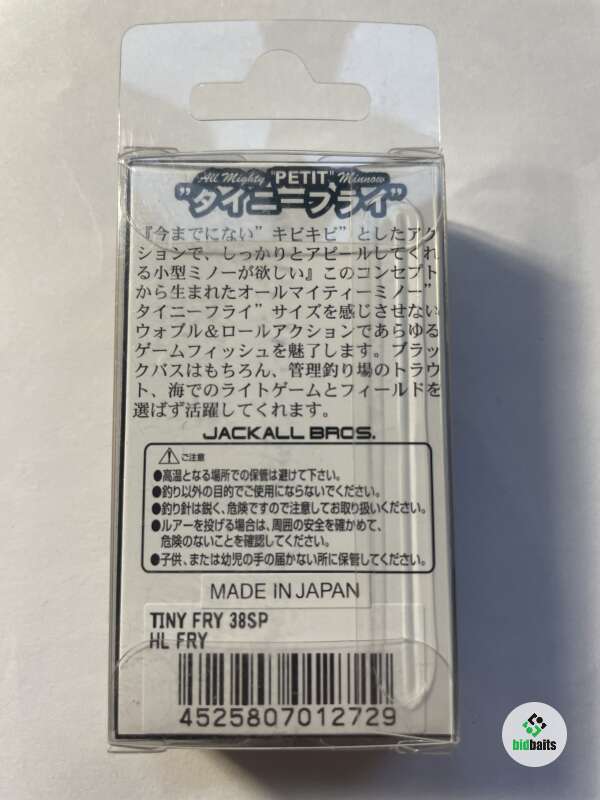 All Mighty "PETIT" Minnow
"タイニーフライ"
『今までにない”キビキビ”としたアク
ションで、しっかりとアピールしてくれ
る小型ミノーが欲しい』このコンセプト
から生まれたオールマイティーミノー”
タイニーフライ”サイズを感じさせない
ウォブル＆ロールアクションであらゆる
ゲームフィッシュを魅了します。ブラッ
クバスはもちろん、管理釣り場のトラウ
ト、海でのライトゲームとフィールドを
選ばず活躍してくれます。
JACKALL BROS.
ご注意
●高温となる場所での保管は避けて下さい。
●釣り以外の目的でご使用にならないでください。
●釣り針は鋭く、危険ですので注意してお取り扱いください。
●ルアーを投げる場合は、周囲の安全を確かめて、
危険のないことを確認してください。
●子供、または幼児の手の届かない所に保管してください。
MADE IN JAPAN
TINY FRY 38SP
HL FRY
4525807012729
bidbaits